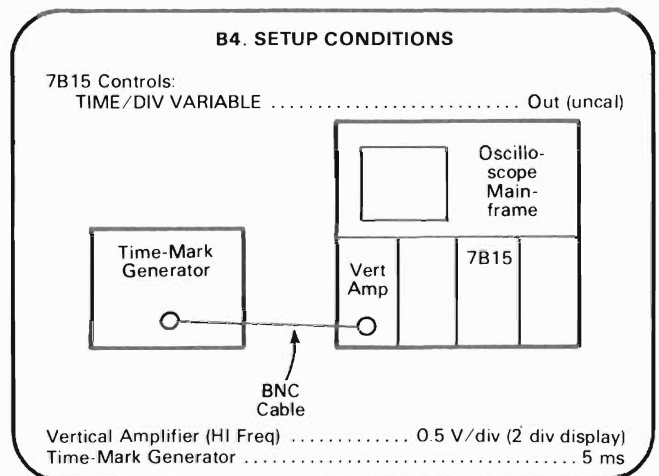 B4. SETUP CONDITIONS
7B15 Controls:
TIME/DIV VARIABLE ........................... Out (uncal)
Oscillo-
scope
Main-
frame
Time-Mark
Generator
Vert
Amp
7B15
BNC
Cable
Vertical Amplifier (HI Freq) ............. 0.5 V/div (2 div display)
Time-Mark Generator ....................................... 5 ms